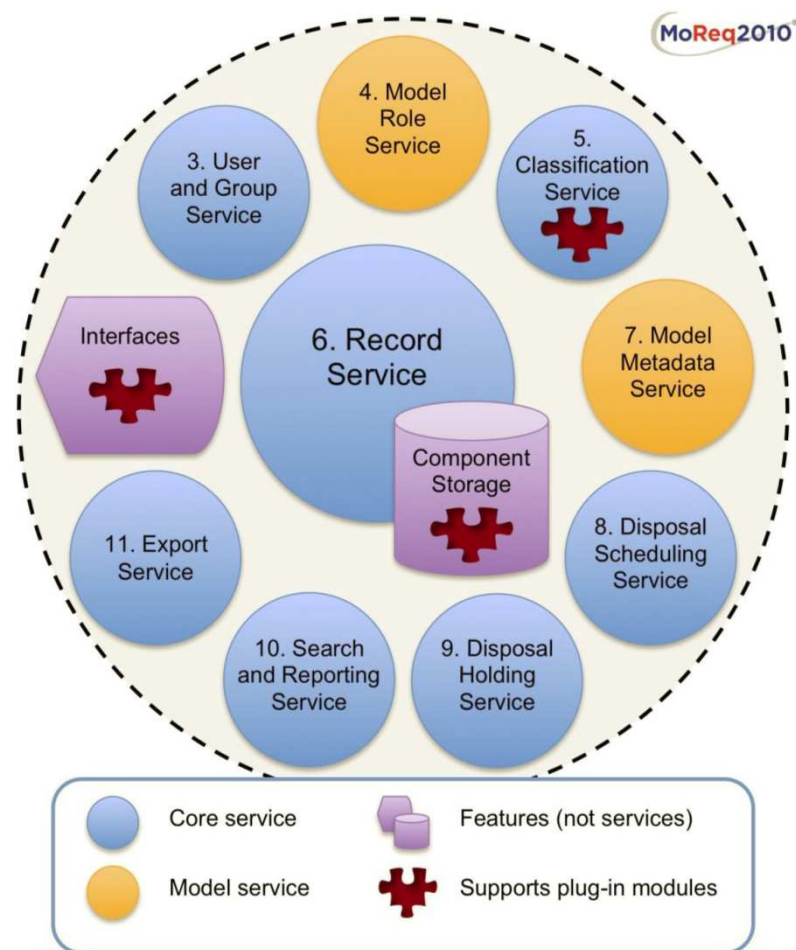 MoReq2010
4. Model
Role
Service
3. User
and Group
Service
5.
Classification
Service
Interfaces
6. Record
Service
7. Model
Metadata
Service
Component
Storage
11. Export
Service
8. Disposal
Scheduling
Service
10. Search
and Reporting
Service
9. Disposal
Holding
Service
Core service
Features (not services)
Model service
Supports plug-in modules